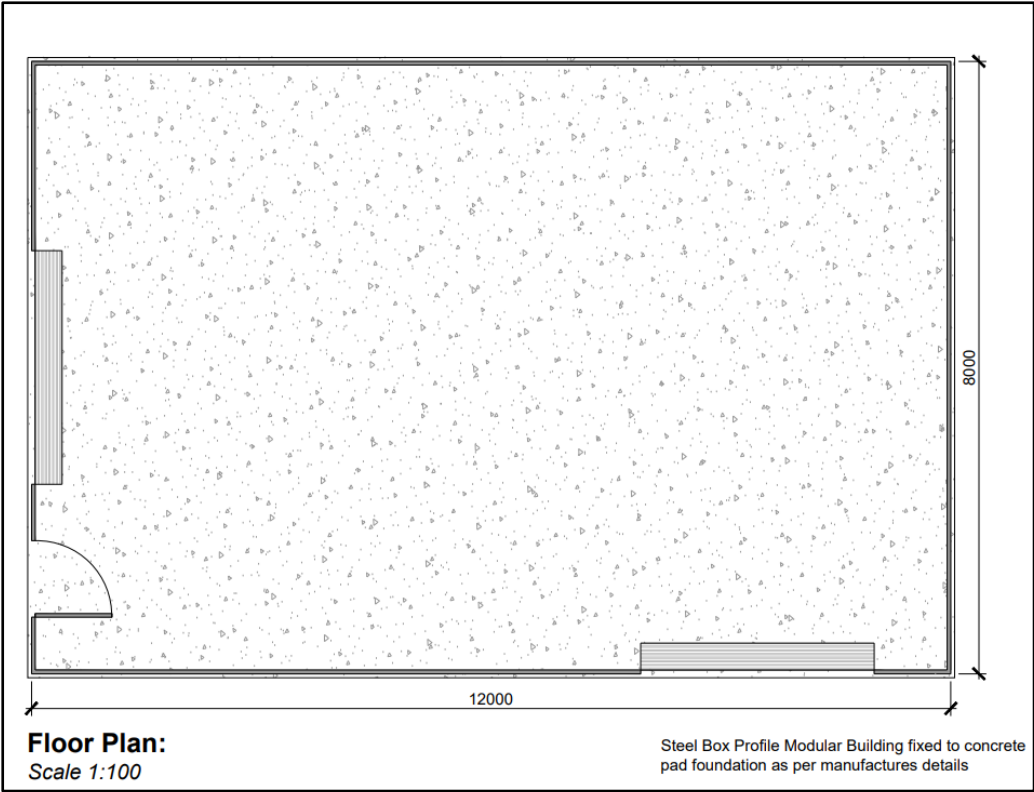 8000
12000
Floor Plan:
Scale 1:100
Steel Box Profile Modular Building fixed to concrete
pad foundation as per manufactures details